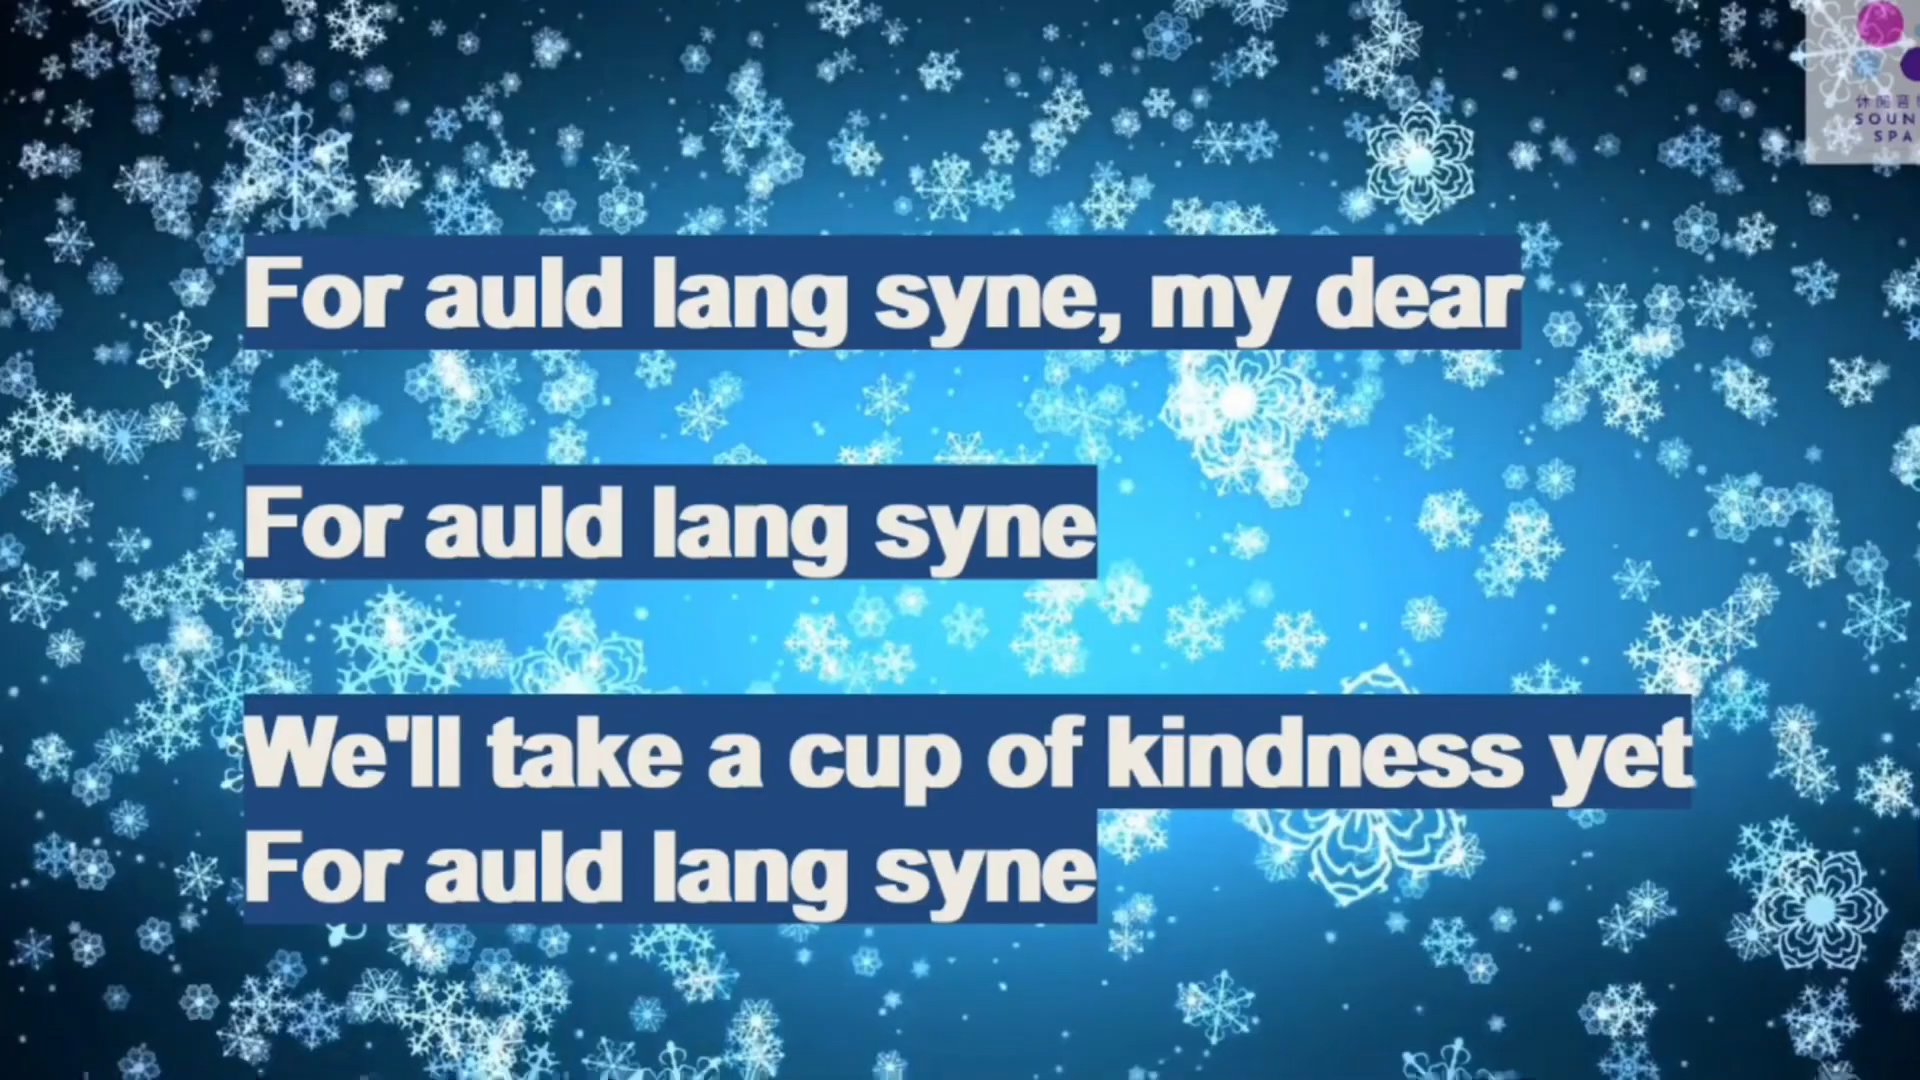 For auld lang syne, my dear
For auld lang syne
We'll take a cup of kindness yet
For auld lang syne
SOUN
SPA